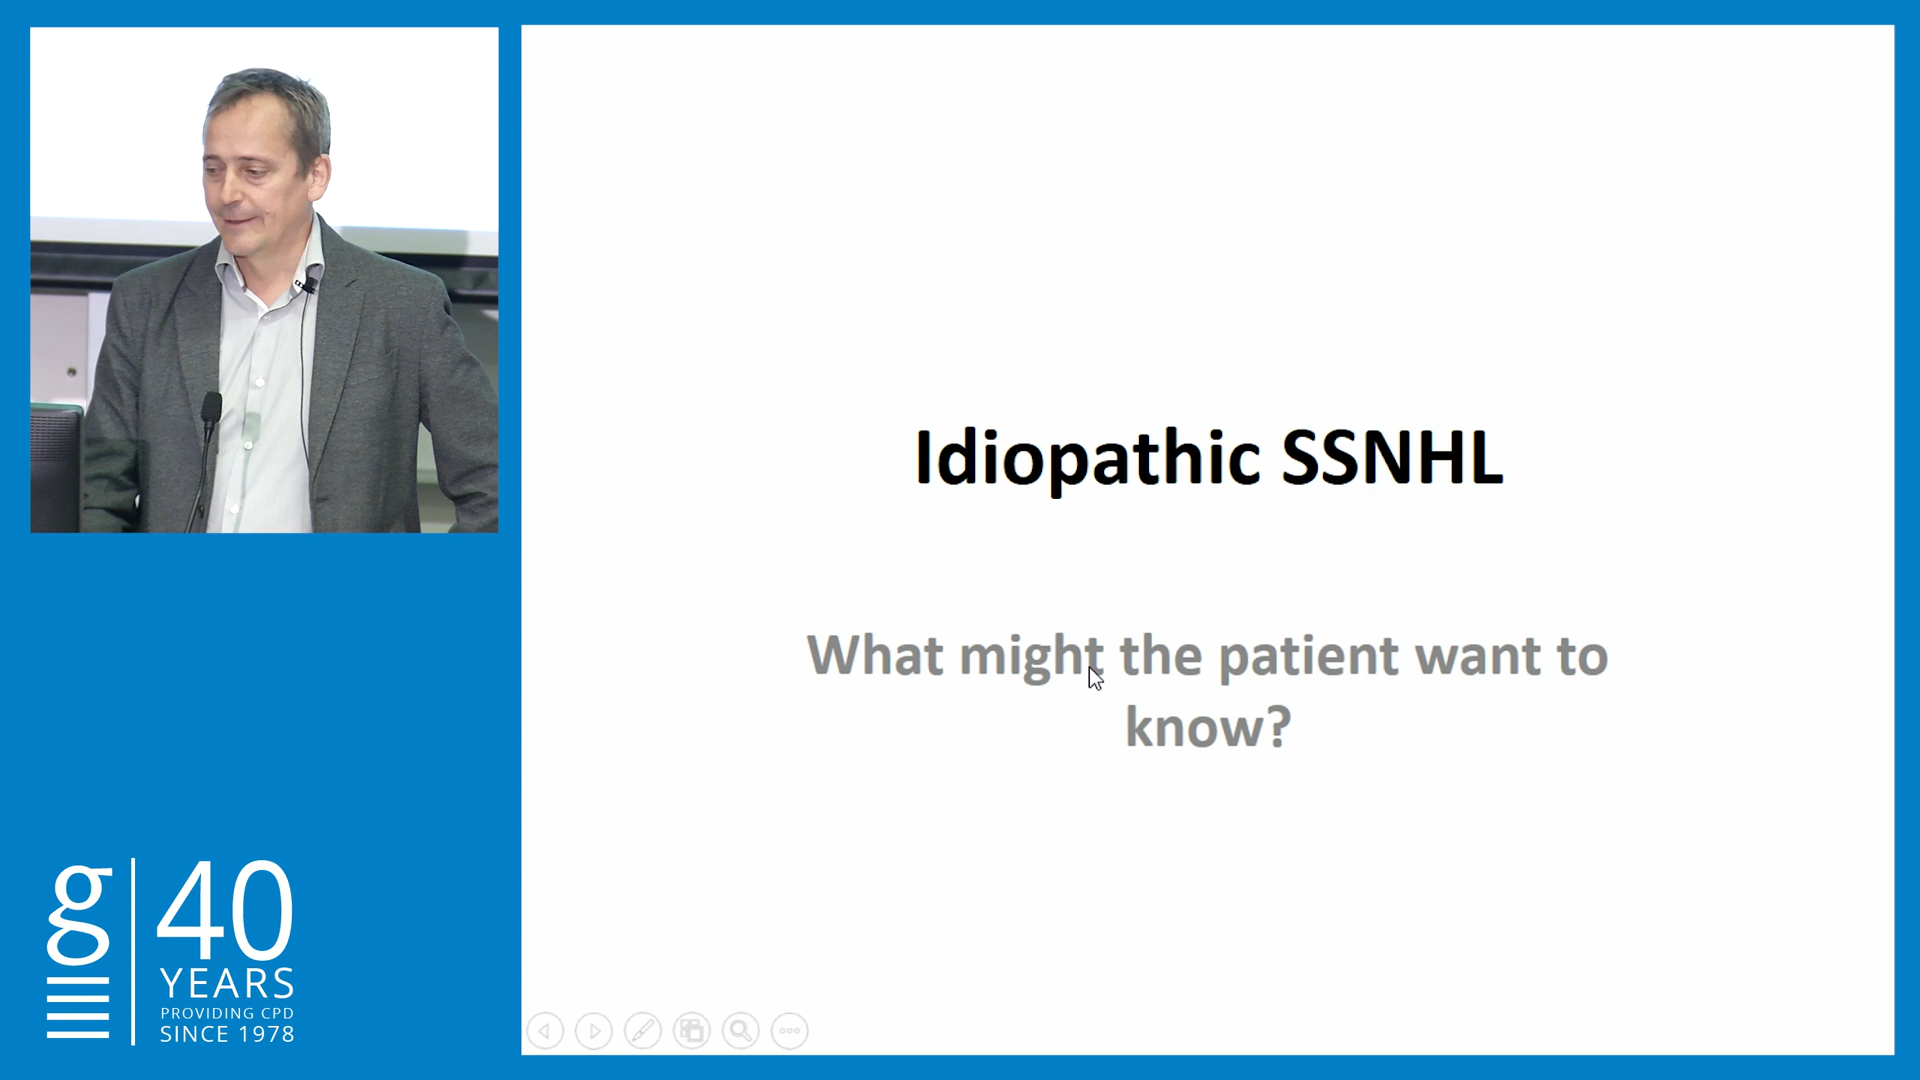 Idiopathic SSNHL
What might the patient want to
know?
g
40
YEARS
PROVIDING CPD
SINCE 1978